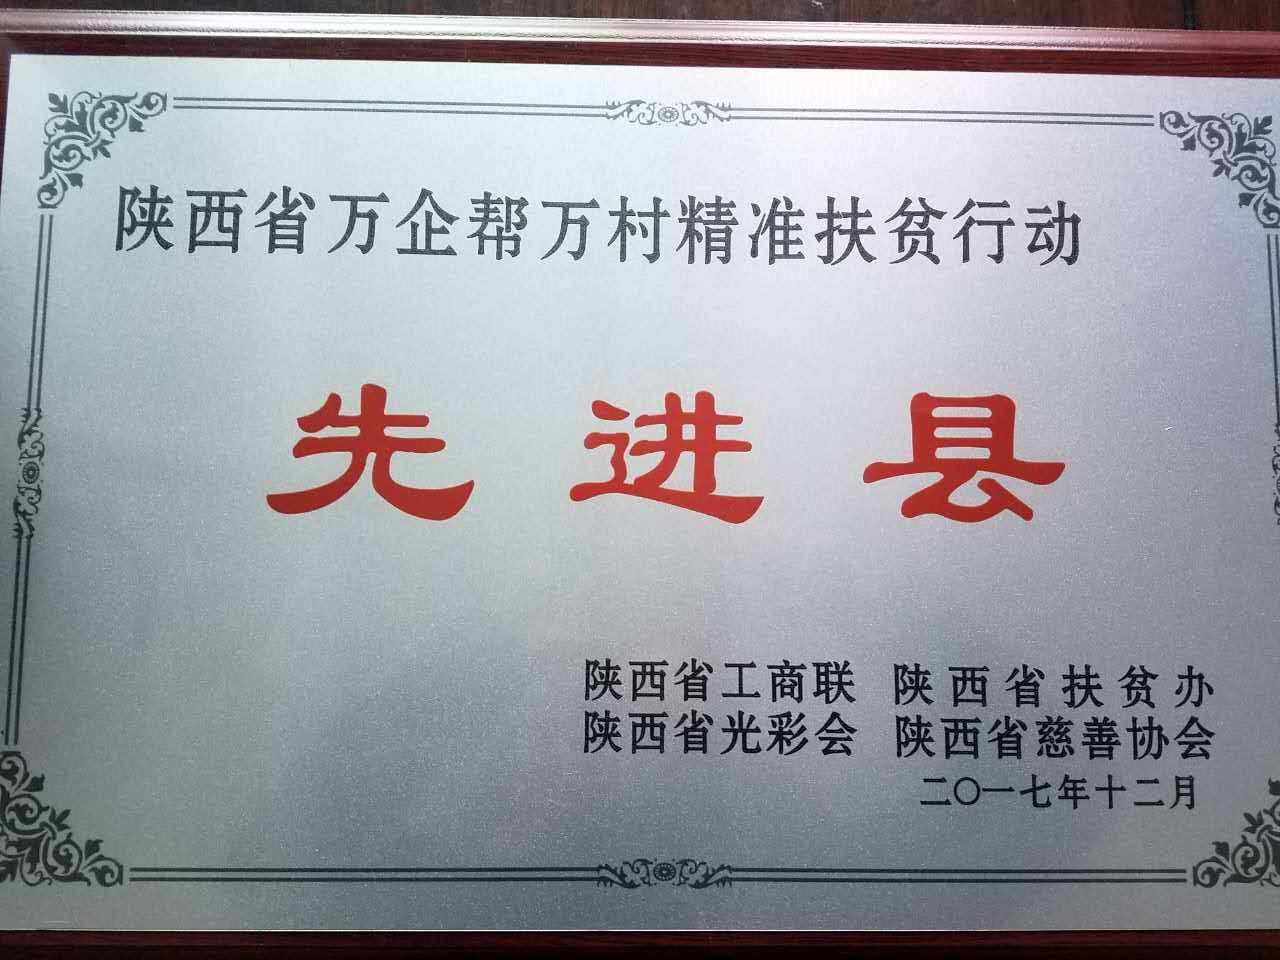 陕西省万企帮万村精准扶贫行动
先进县
陕西省工商联 陕西省扶贫办
陕西省光彩会 陕西省慈善协会
二〇一七年十二月